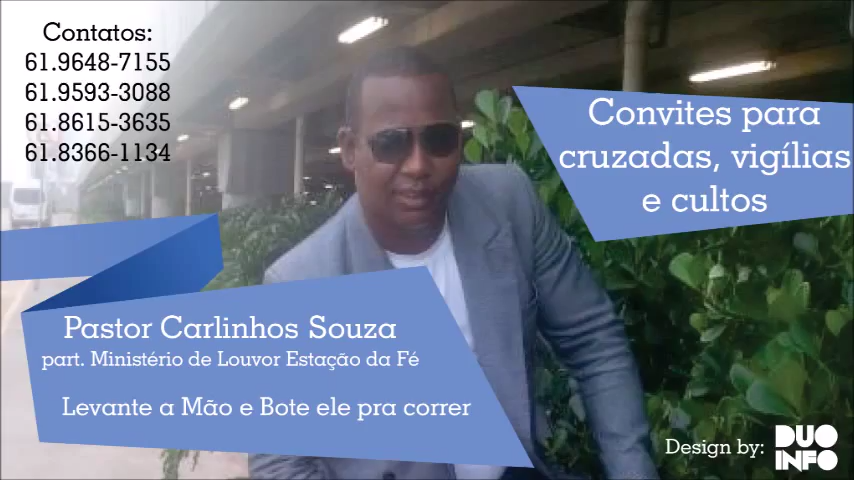 Contatos:
61.9648-7155
61.9593-3088
61.8615-3635
61.8366-1134
Convites para
cruzadas, vigílias
e cultos
Pastor Carlinhos Souza
part. Ministério de Louvor Estação da Fé
Levante a Mão e Bote ele pra correr
Design by:
DUO
INFO